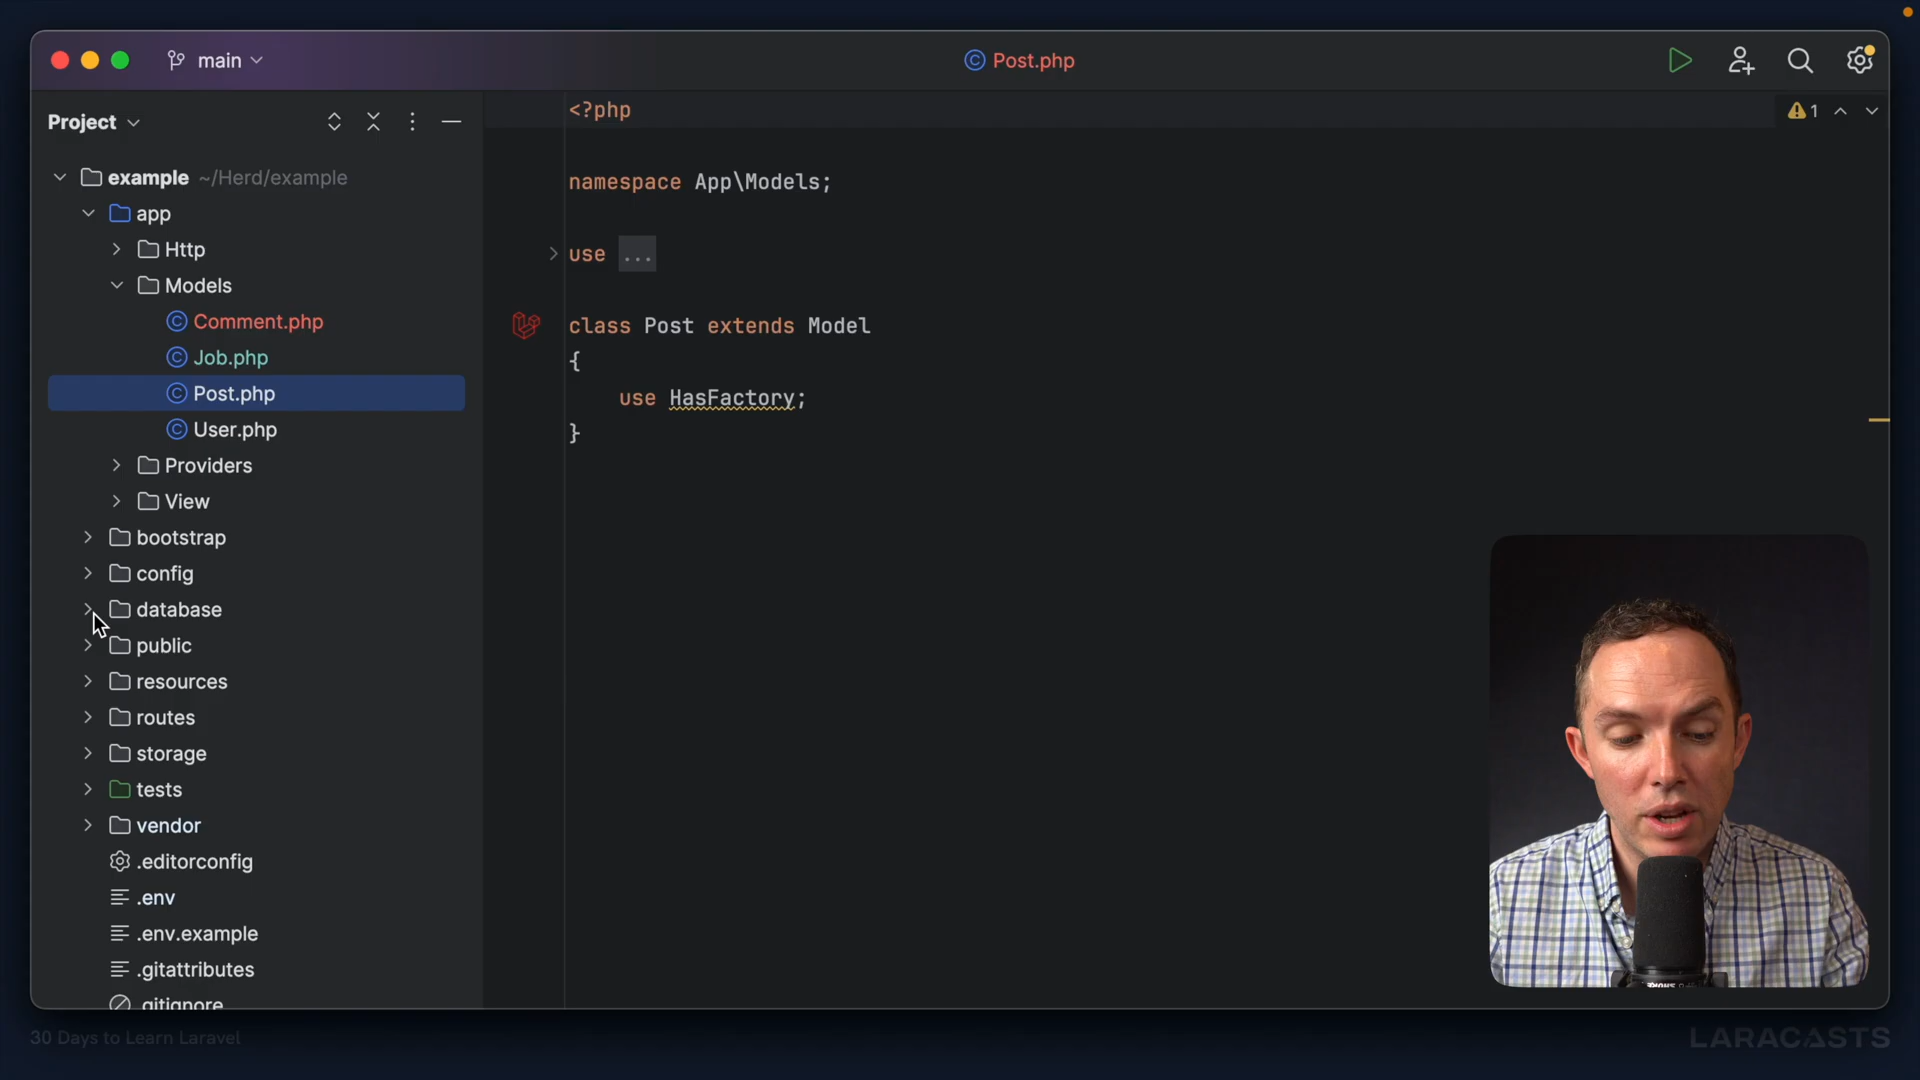 main
Post.php
Project
example ~/Herd/example
app
Http
Models
Comment.php
Job.php
Post.php
User.php
Providers
View
bootstrap
config
database
public
resources
routes
storage
tests
vendor
.editorconfig
.env
.env.example
.gitattributes
.gitignore
<?php
namespace App\Models;
use ...
class Post extends Model
{
use HasFactory;
}
1
30 Days to Learn Laravel
LARACASTS